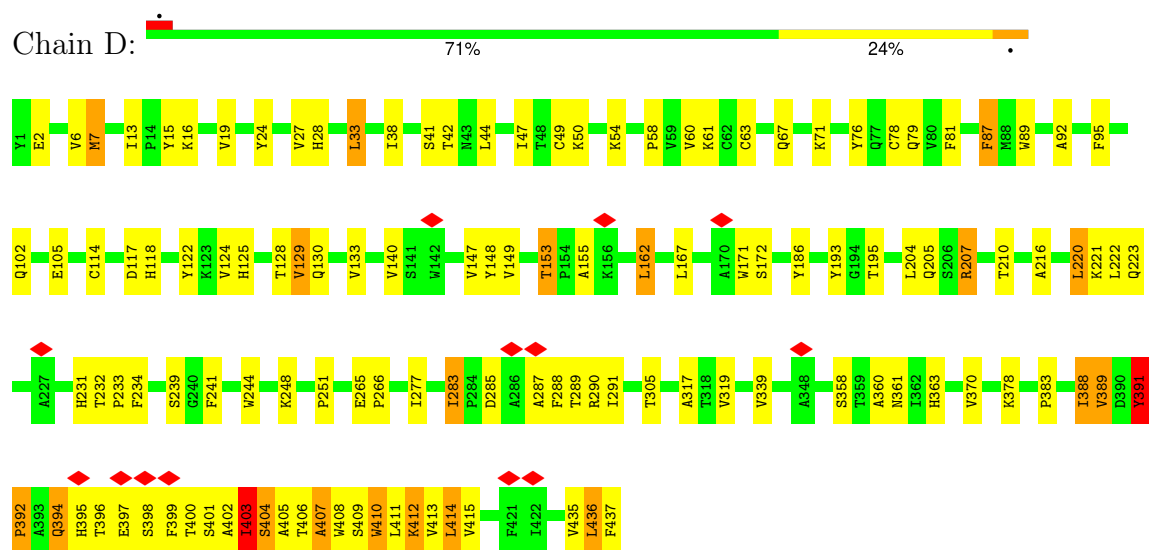 Chain D:
71% 24% •
Y1 E2 V6 M7 I13 P14 Y15 K16 V19 Y24 V27 H28 L33 I38 S41 T42 N43 L44 I47 T48 C49 K50 K54 P58 V59 V60 K61 C62 C63 Q67 K71 Y76 Q77 C78 Q79 V80 F81 F87 M88 W89 A92 F95
Q102 E105 C114 D117 H118 Y122 K123 V124 H125 T128 V129 Q130 V133 V140 S141 W142 V147 Y148 V149 T153 P154 A155 K156 L162 L167 A170 W171 S172 Y186 Y193 G194 T195 L204 Q205 S206 R207 T210 A216 L220 K221 L222 Q223
A227 H231 T232 P233 F234 S239 G240 F241 W244 K248 P251 E265 P266 I277 I283 P284 D285 A286 A287 F288 T289 R290 I291 T305 A317 T318 V319 V339 A348 S358 T359 A360 N361 I362 H363 V370 K378 P383 I388 V389 D390 Y391
P392 A393 Q394 H395 T396 E397 S398 F399 T400 S401 A402 I403 S404 A405 T406 A407 W408 S409 W410 L411 K412 V413 L414 V415 F421 I422 V435 L436 F437